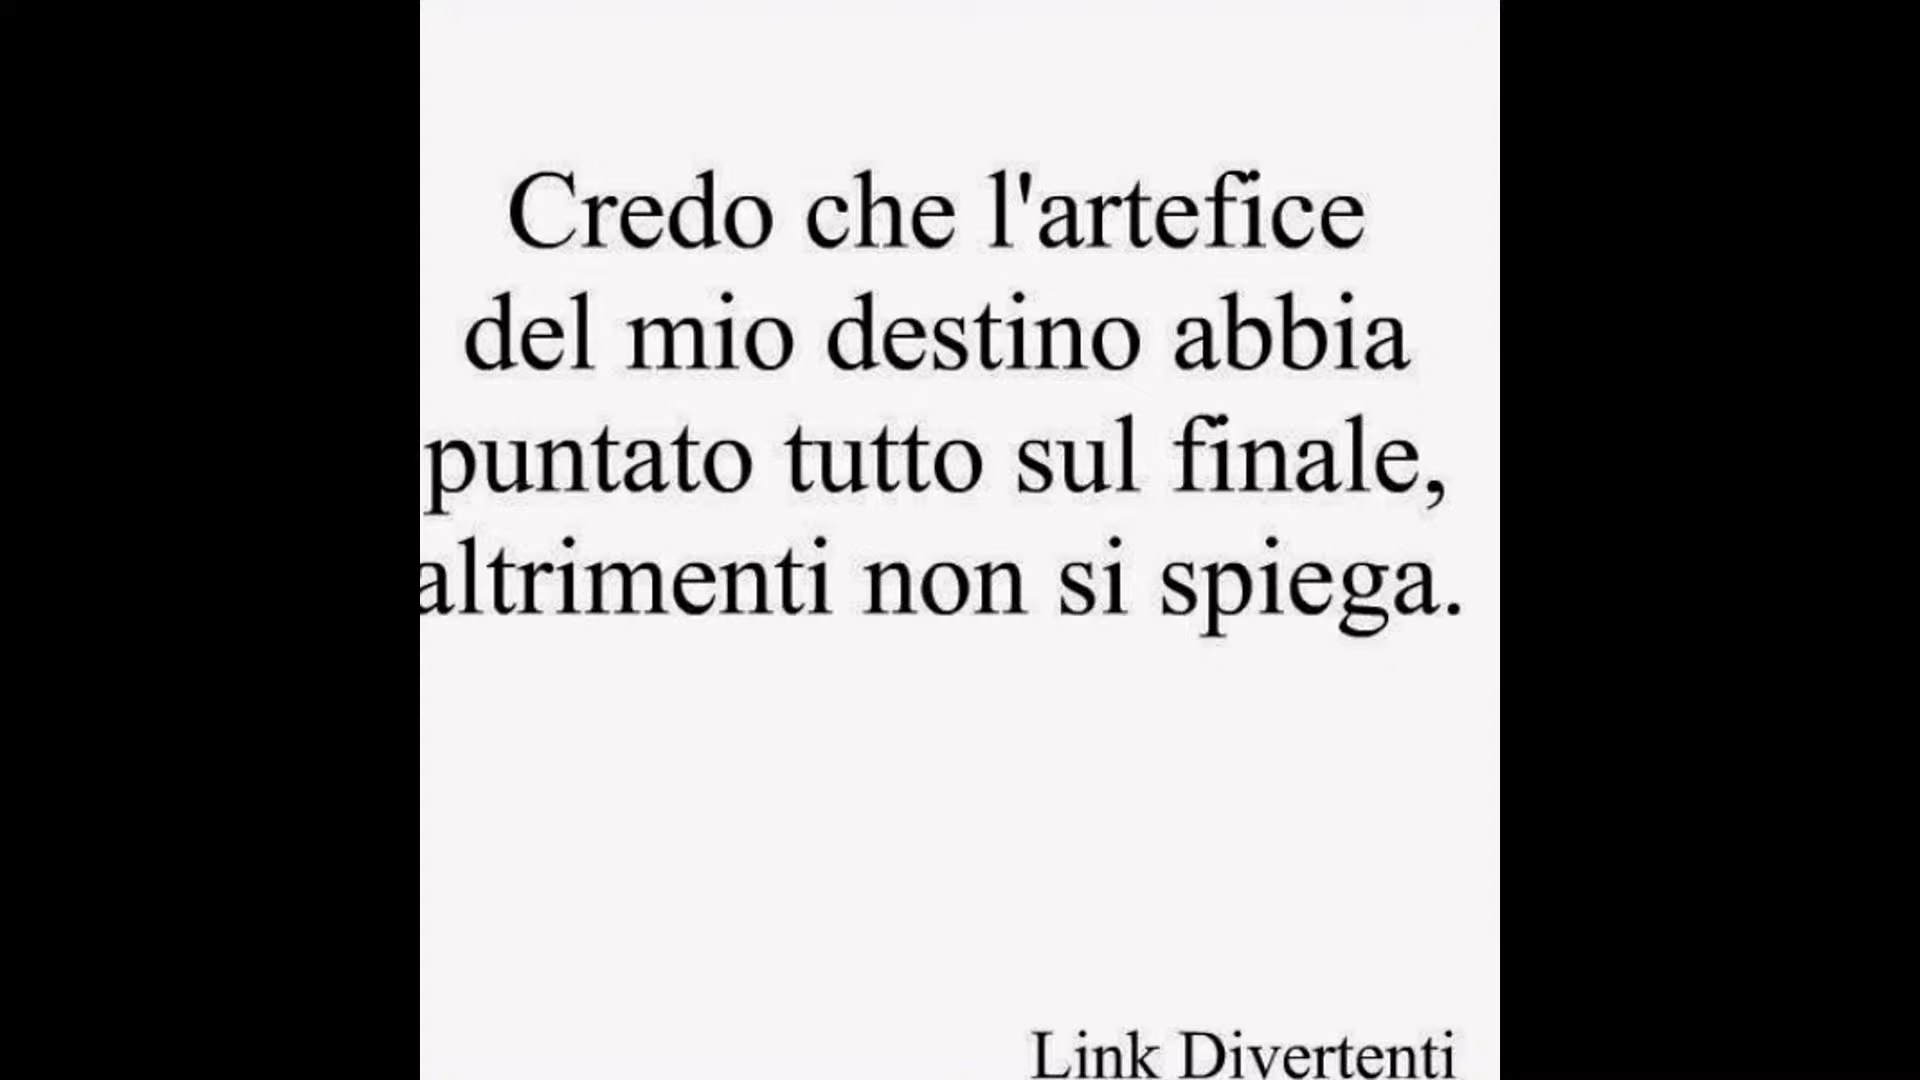 Credo che l'artefice
del mio destino abbia
puntato tutto sul finale,
altrimenti non si spiega.
Link Divertenti